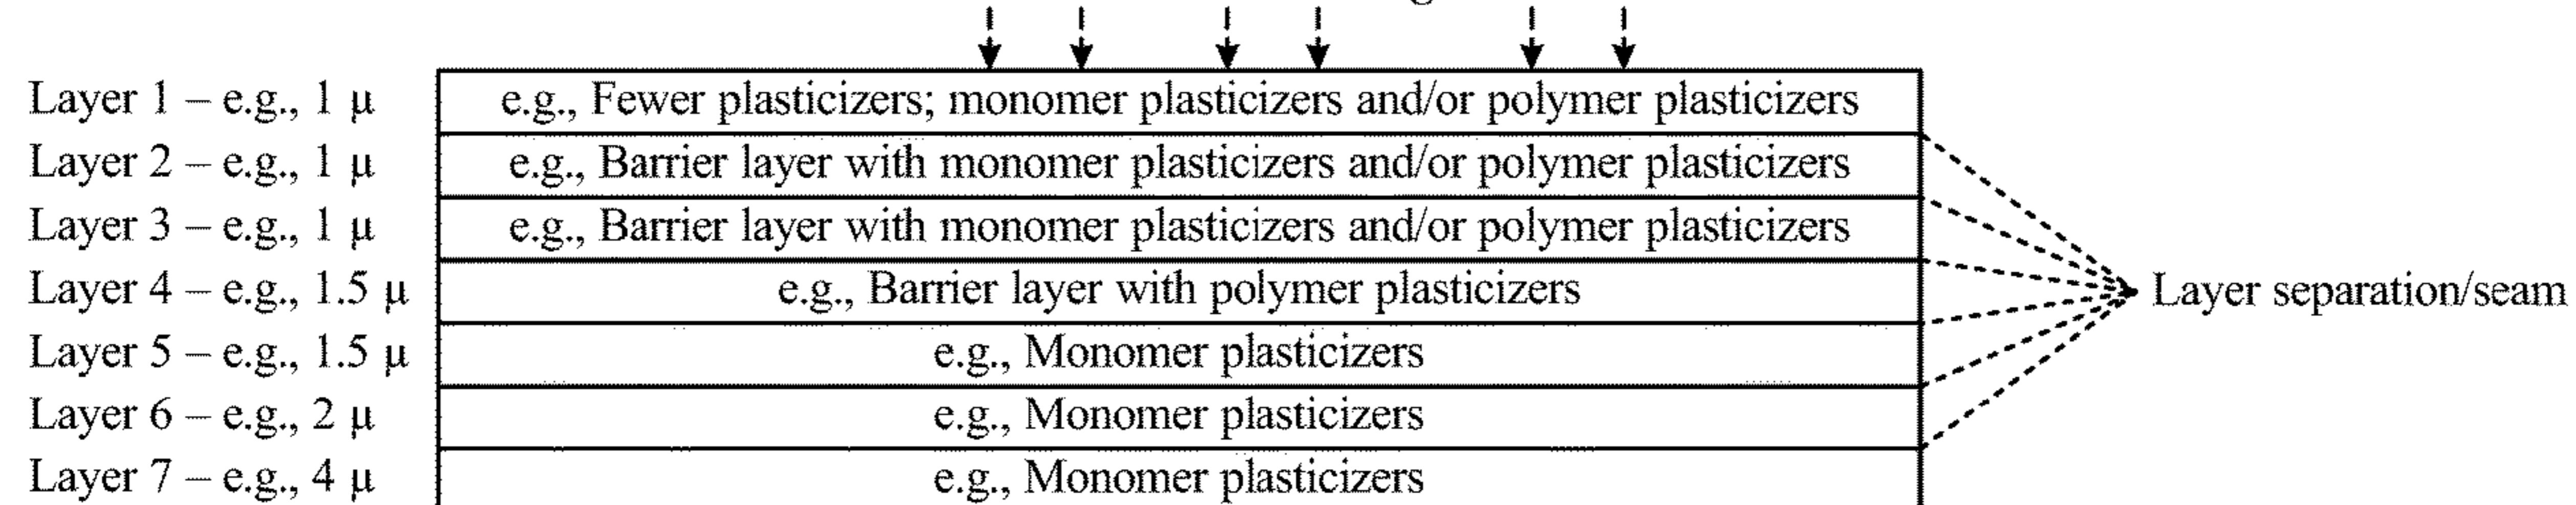 Layer 1 – e.g., 1 μ e.g., Fewer plasticizers; monomer plasticizers and/or polymer plasticizers
Layer 2 – e.g., 1 μ e.g., Barrier layer with monomer plasticizers and/or polymer plasticizers
Layer 3 – e.g., 1 μ e.g., Barrier layer with monomer plasticizers and/or polymer plasticizers
Layer 4 – e.g., 1.5 μ e.g., Barrier layer with polymer plasticizers Layer separation/seam
Layer 5 – e.g., 1.5 μ e.g., Monomer plasticizers
Layer 6 – e.g., 2 μ e.g., Monomer plasticizers
Layer 7 – e.g., 4 μ e.g., Monomer plasticizers